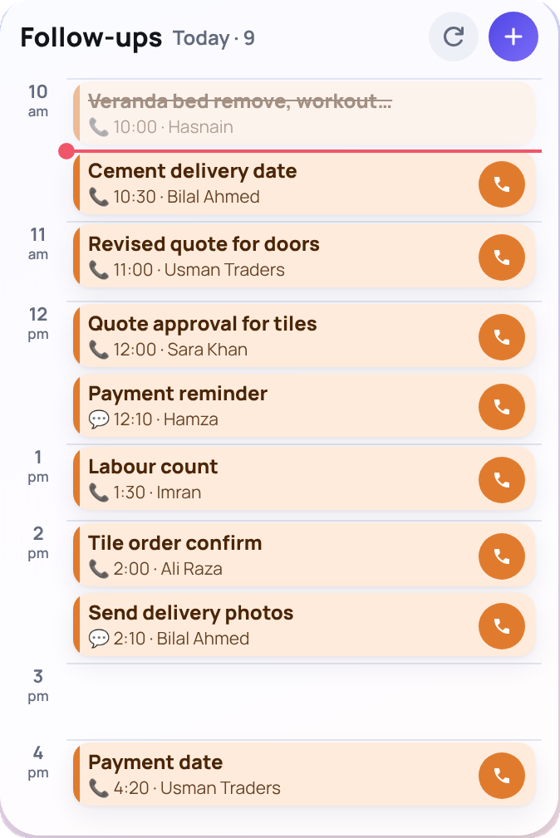 Follow-ups Today · 9
10 am
Veranda bed remove, workout...
📞 10:00 · Hasnain
Cement delivery date
📞 10:30 · Bilal Ahmed
11 am
Revised quote for doors
📞 11:00 · Usman Traders
12 pm
Quote approval for tiles
📞 12:00 · Sara Khan
Payment reminder
💬 12:10 · Hamza
1 pm
Labour count
📞 1:30 · Imran
2 pm
Tile order confirm
📞 2:00 · Ali Raza
Send delivery photos
💬 2:10 · Bilal Ahmed
3 pm
4 pm
Payment date
📞 4:20 · Usman Traders